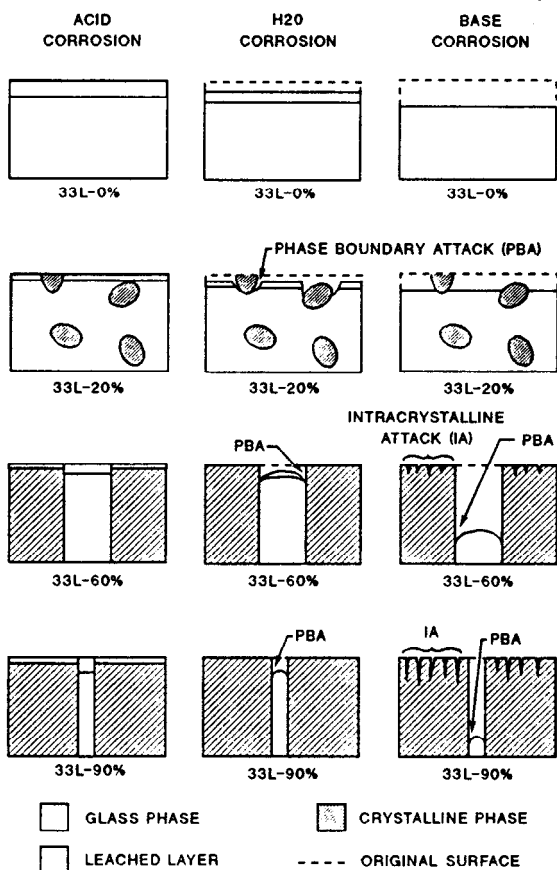 ACID CORROSION
H20 CORROSION
BASE CORROSION
33L-0%
33L-0%
33L-0%
PHASE BOUNDARY ATTACK (PBA)
33L-20%
33L-20%
33L-20%
INTRACRYSTALLINE ATTACK (IA)
PBA
PBA
33L-60%
33L-60%
33L-60%
PBA
IA
PBA
33L-90%
33L-90%
33L-90%
GLASS PHASE
CRYSTALLINE PHASE
LEACHED LAYER
ORIGINAL SURFACE